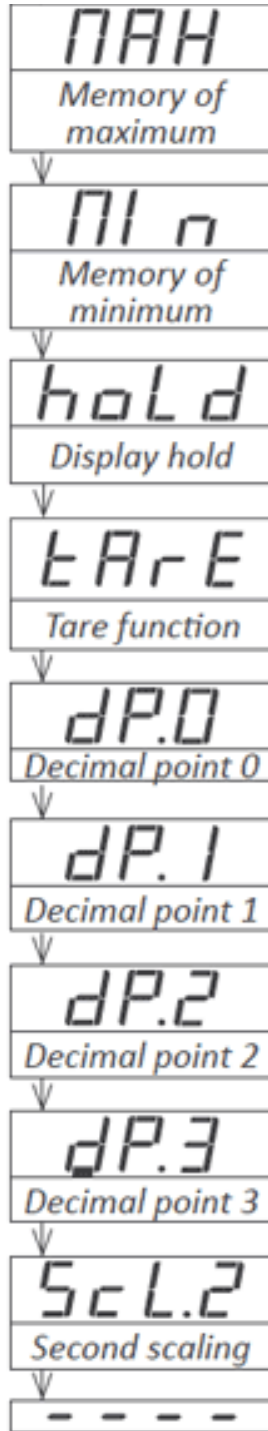 MAH
Memory of
maximum
MI n
Memory of
minimum
hoLd
Display hold
tArE
Tare function
dP.0
Decimal point 0
dP.1
Decimal point 1
dP.2
Decimal point 2
dP.3
Decimal point 3
ScL.2
Second scaling
- - - -